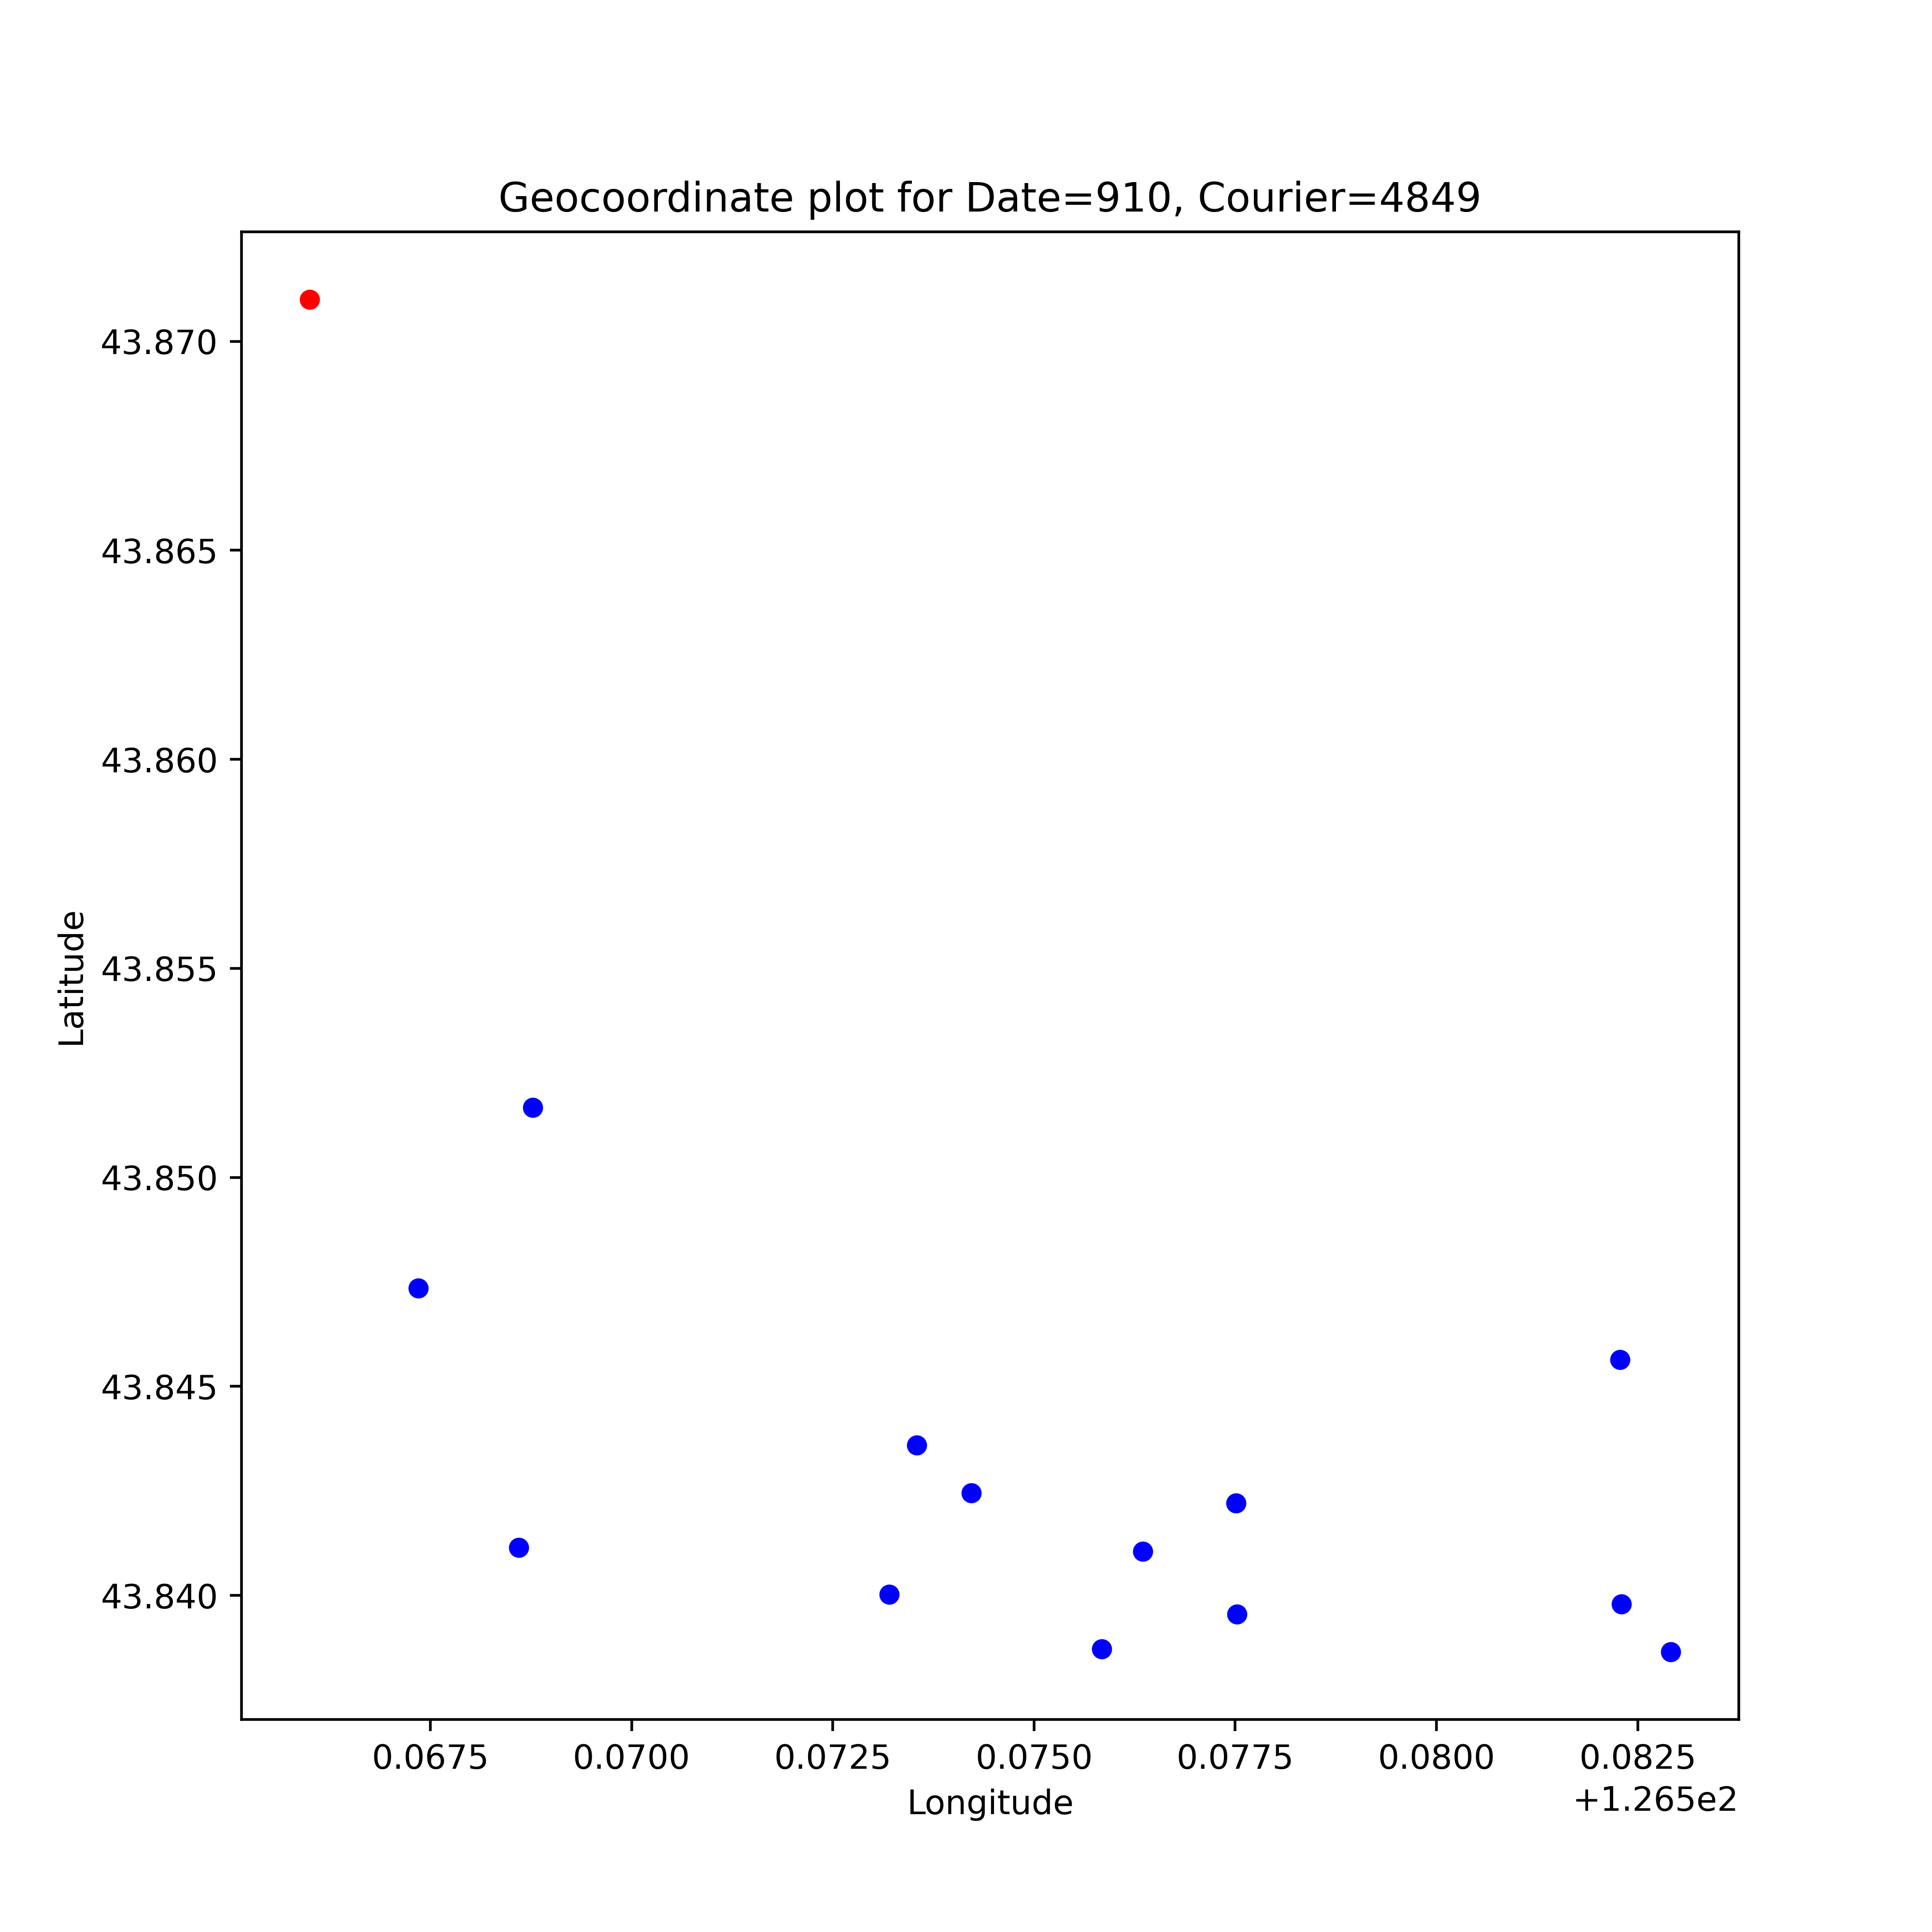 Geocoordinate plot for Date=910, Courier=4849
43.870
43.865
43.860
43.855
43.850
43.845
43.840
Latitude
0.0675 0.0700 0.0725 0.0750 0.0775 0.0800 0.0825
+1.265e2
Longitude